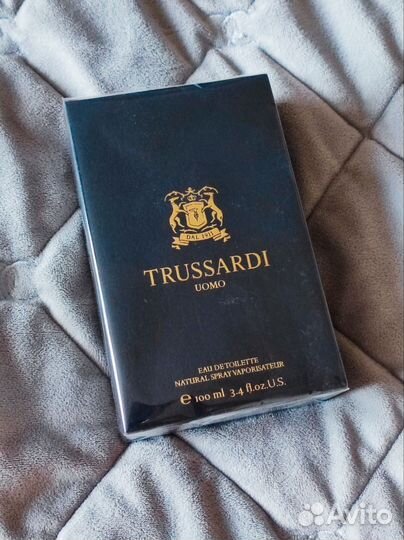 DAL 1911
TRUSSARDI
UOMO
EAU DE TOILETTE
NATURAL SPRAY VAPORISATEUR
e 100 ml 3.4 fl.oz.U.S.
Avito